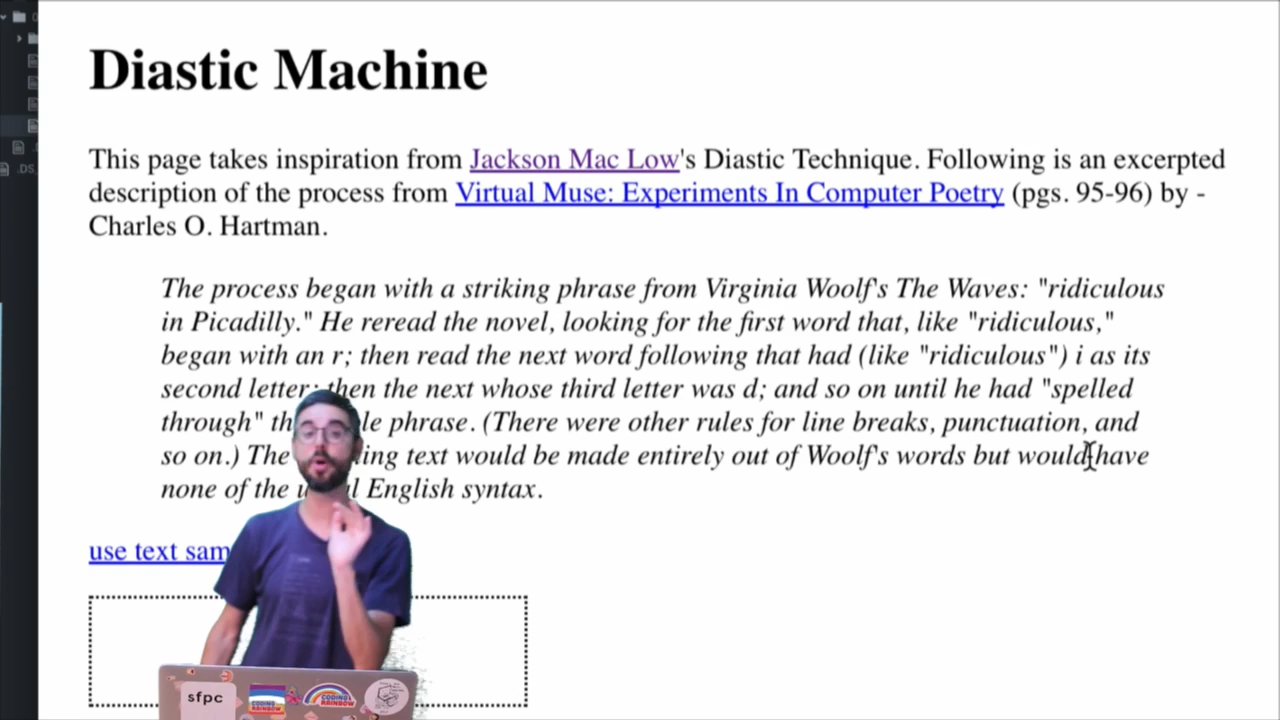 Diastic Machine
This page takes inspiration from Jackson Mac Low's Diastic Technique. Following is an excerpted
description of the process from Virtual Muse: Experiments In Computer Poetry (pgs. 95-96) by -
Charles O. Hartman.
The process began with a striking phrase from Virginia Woolf's The Waves: "ridiculous
in Picadilly." He reread the novel, looking for the first word that, like "ridiculous,"
began with an r; then read the next word following that had (like "ridiculous") i as its
second letter; then the next whose third letter was d; and so on until he had "spelled
through" phrase. (There were other rules for line breaks, punctuation, and
so on.) The text would be made entirely out of Woolf's words but would have
none of the English syntax.
use text
.DS
sfpc
CODING RAINBOW
CODING RAINBOW